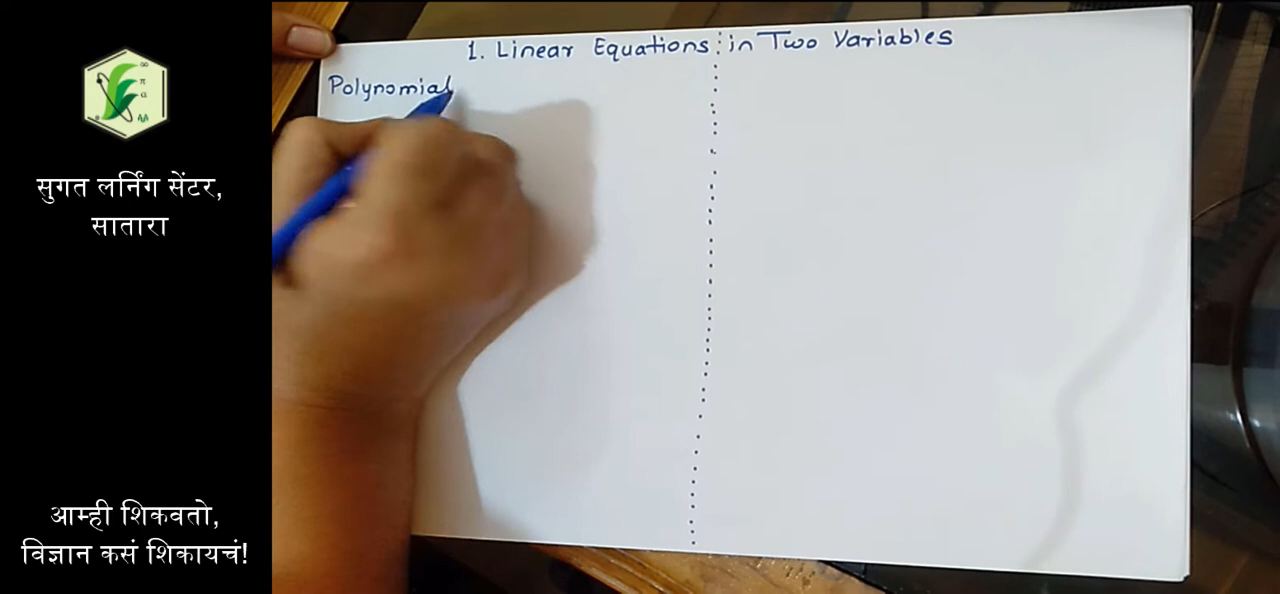 सुगत लर्निंग सेंटर,
सातारा
आम्ही शिकवतो,
विज्ञान कसं शिकायचं!
1. Linear Equations in Two Variables
Polynomial